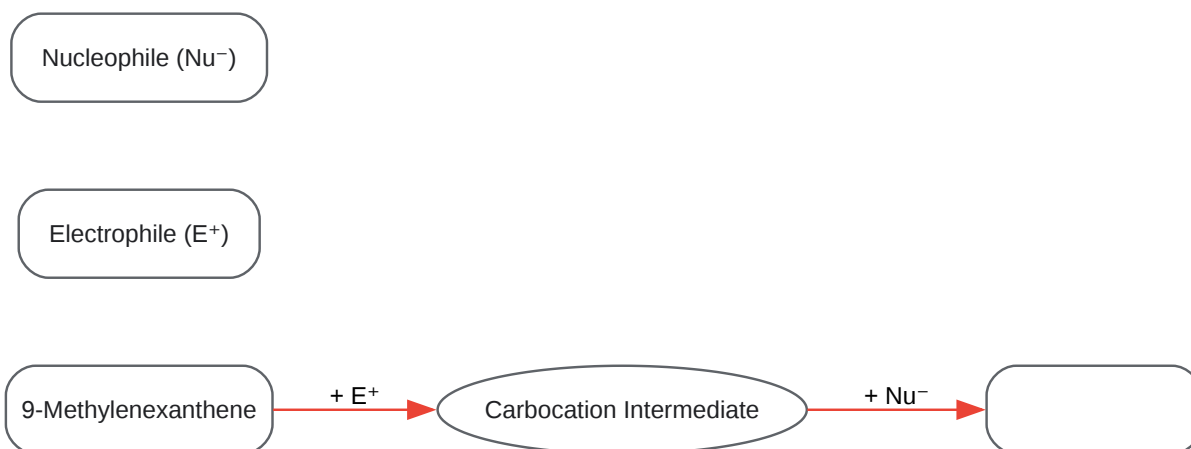 Nucleophile (Nu⁻)
Electrophile (E⁺)
9-Methylenexanthene
+ E⁺
Carbocation Intermediate
+ Nu⁻